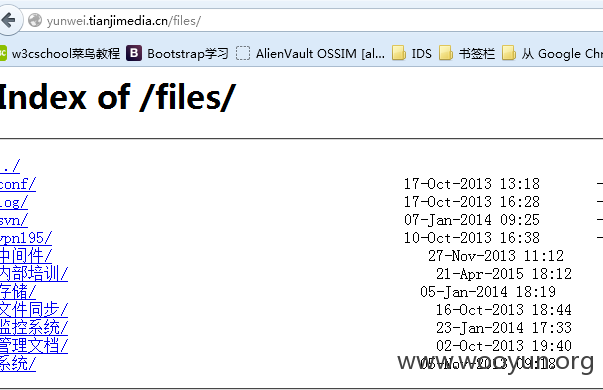 yunwei.tianjimedia.cn/files/
w3cschool菜鸟教程 Bootstrap学习 AlienVault OSSIM [al... IDS 书签栏 从 Google Chr
Index of /files/
../
conf/ 17-Oct-2013 13:18 -
log/ 17-Oct-2013 16:28 -
svn/ 07-Jan-2014 09:25 -
vpn195/ 10-Oct-2013 16:38 -
中间件/ 27-Nov-2013 11:12
内部培训/ 21-Apr-2015 18:12
存储/ 05-Jan-2014 18:19
文件同步/ 16-Oct-2013 18:44
监控系统/ 23-Jan-2014 17:33
管理文档/ 02-Oct-2013 19:40
系统/ 05-Nov-2013 09:18
www.wooyun.org